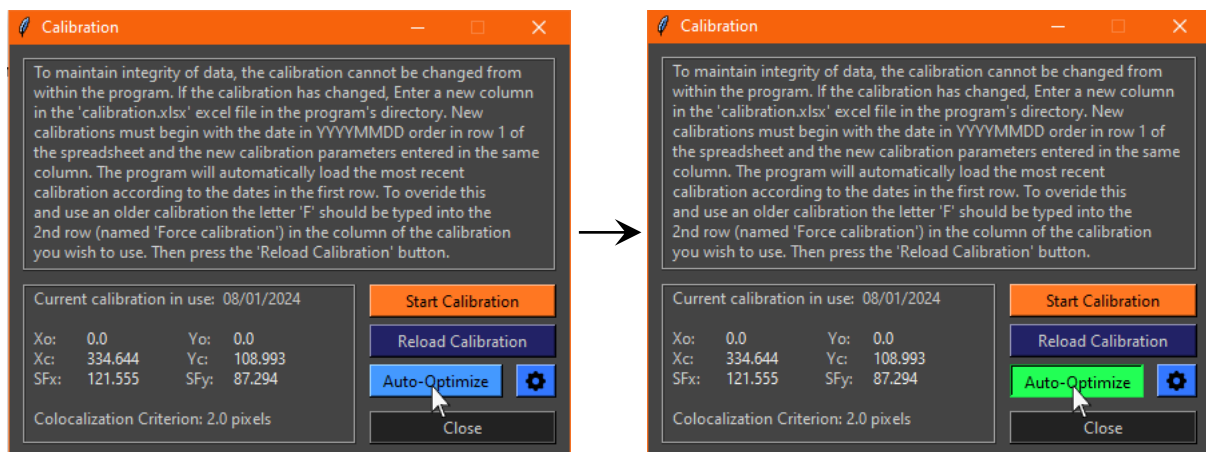 Calibration
To maintain integrity of data, the calibration cannot be changed from
within the program. If the calibration has changed, Enter a new column
in the 'calibration.xlsx' excel file in the program's directory. New
calibrations must begin with the date in YYYYMMDD order in row 1 of
the spreadsheet and the new calibration parameters entered in the same
column. The program will automatically load the most recent
calibration according to the dates in the first row. To overide this
and use an older calibration the letter 'F' should be typed into the
2nd row (named 'Force calibration') in the column of the calibration
you wish to use. Then press the 'Reload Calibration' button.
Current calibration in use: 08/01/2024
Xo: 0.0 Yo: 0.0
Xc: 334.644 Yc: 108.993
SFx: 121.555 SFy: 87.294
Colocalization Criterion: 2.0 pixels
Start Calibration
Reload Calibration
Auto-Optimize
Close
Calibration
To maintain integrity of data, the calibration cannot be changed from
within the program. If the calibration has changed, Enter a new column
in the 'calibration.xlsx' excel file in the program's directory. New
calibrations must begin with the date in YYYYMMDD order in row 1 of
the spreadsheet and the new calibration parameters entered in the same
column. The program will automatically load the most recent
calibration according to the dates in the first row. To overide this
and use an older calibration the letter 'F' should be typed into the
2nd row (named 'Force calibration') in the column of the calibration
you wish to use. Then press the 'Reload Calibration' button.
Current calibration in use: 08/01/2024
Xo: 0.0 Yo: 0.0
Xc: 334.644 Yc: 108.993
SFx: 121.555 SFy: 87.294
Colocalization Criterion: 2.0 pixels
Start Calibration
Reload Calibration
Auto-Optimize
Close